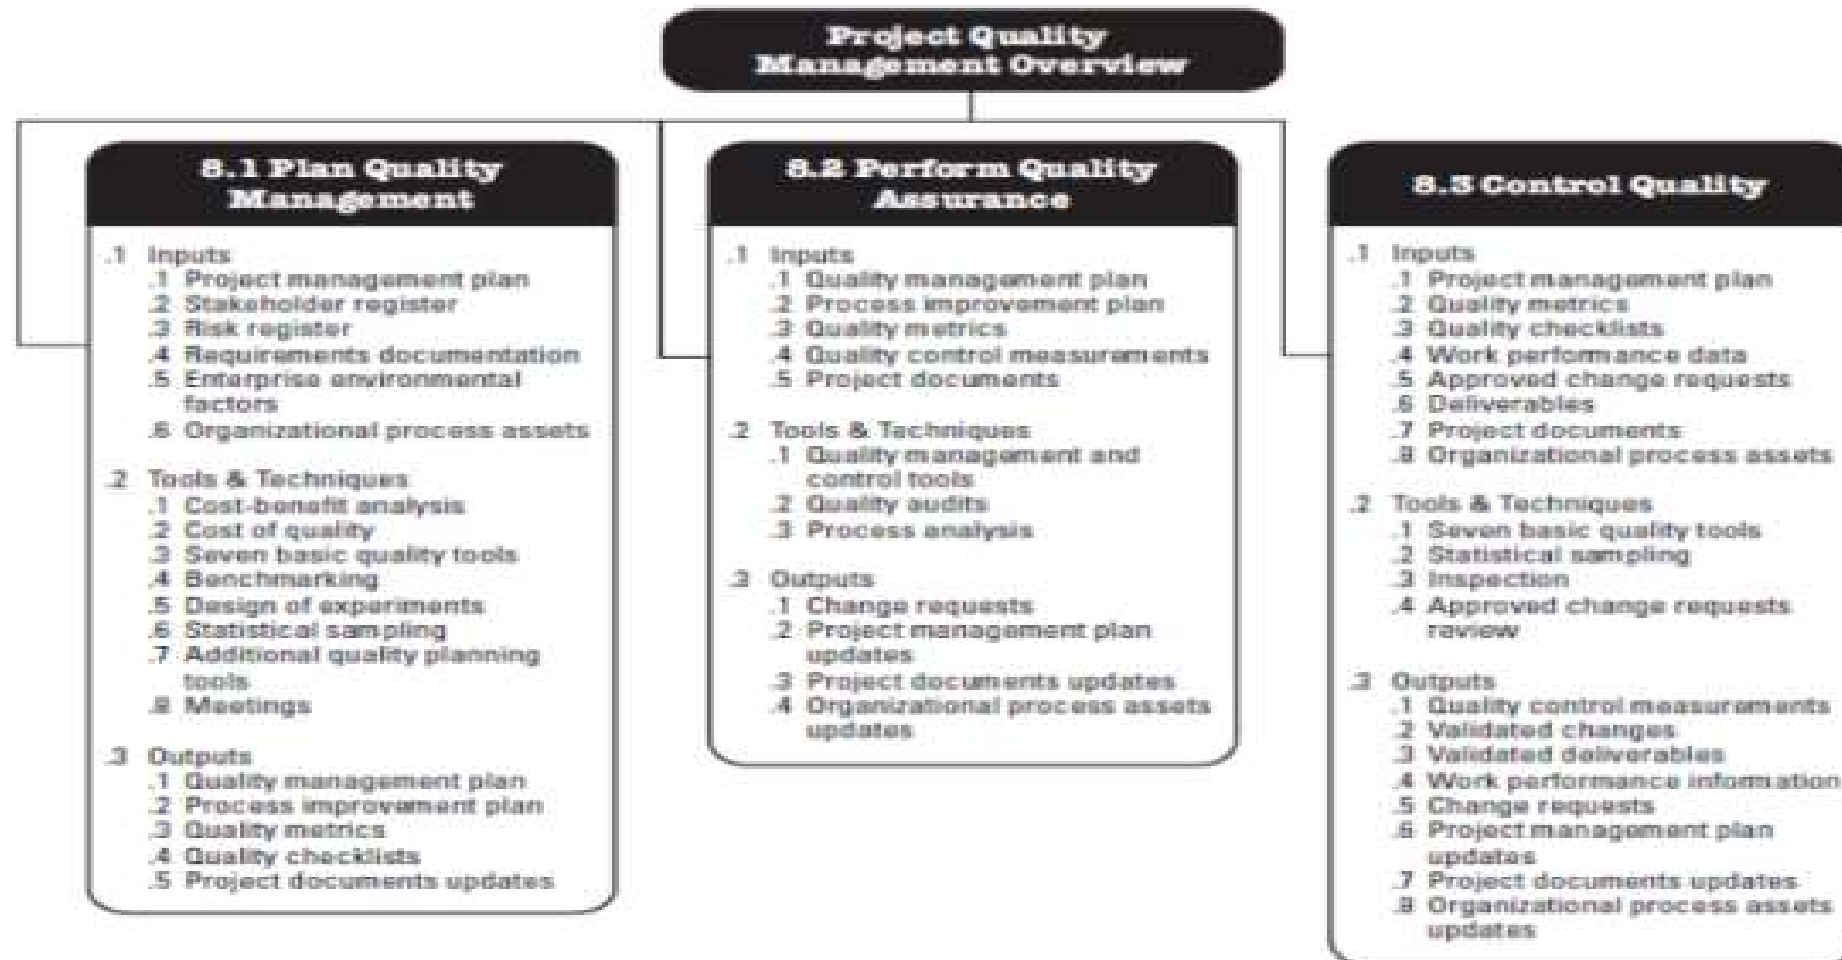 Project Quality
Management Overview
8.1 Plan Quality
Management
.1 Inputs
.1 Project management plan
.2 Stakeholder register
.3 Risk register
.4 Requirements documentation
.5 Enterprise environmental
factors
.6 Organizational process assets
.2 Tools & Techniques
.1 Cost-benefit analysis
.2 Cost of quality
.3 Seven basic quality tools
.4 Benchmarking
.5 Design of experiments
.6 Statistical sampling
.7 Additional quality planning
tools
.8 Meetings
.3 Outputs
.1 Quality management plan
.2 Process improvement plan
.3 Quality metrics
.4 Quality checklists
.5 Project documents updates
8.2 Perform Quality
Assurance
.1 Inputs
.1 Quality management plan
.2 Process improvement plan
.3 Quality metrics
.4 Quality control measurements
.5 Project documents
.2 Tools & Techniques
.1 Quality management and
control tools
.2 Quality audits
.3 Process analysis
.3 Outputs
.1 Change requests
.2 Project management plan
updates
.3 Project documents updates
.4 Organizational process assets
updates
8.3 Control Quality
.1 Inputs
.1 Project management plan
.2 Quality metrics
.3 Quality checklists
.4 Work performance data
.5 Approved change requests
.6 Deliverables
.7 Project documents
.8 Organizational process assets
.2 Tools & Techniques
.1 Seven basic quality tools
.2 Statistical sampling
.3 Inspection
.4 Approved change requests
review
.3 Outputs
.1 Quality control measurements
.2 Validated changes
.3 Validated deliverables
.4 Work performance information
.5 Change requests
.6 Project management plan
updates
.7 Project documents updates
.8 Organizational process assets
updates